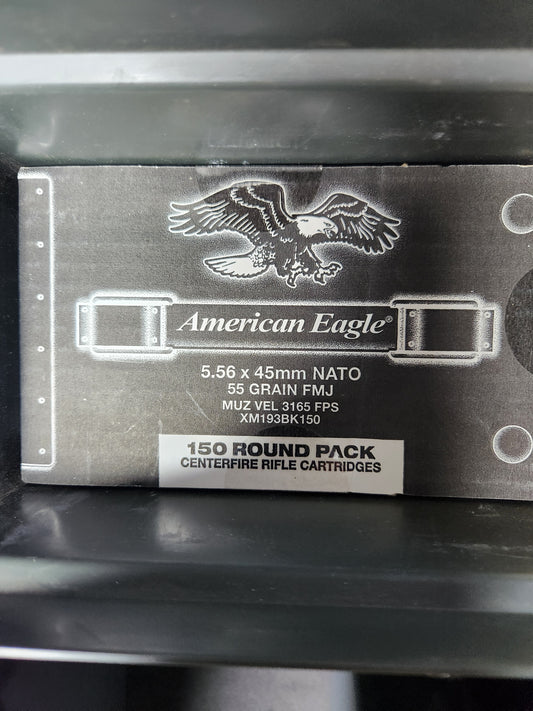 American Eagle®
5.56 x 45mm NATO
55 GRAIN FMJ
MUZ VEL 3165 FPS
XM193BK150
150 ROUND PACK
CENTERFIRE RIFLE CARTRIDGES